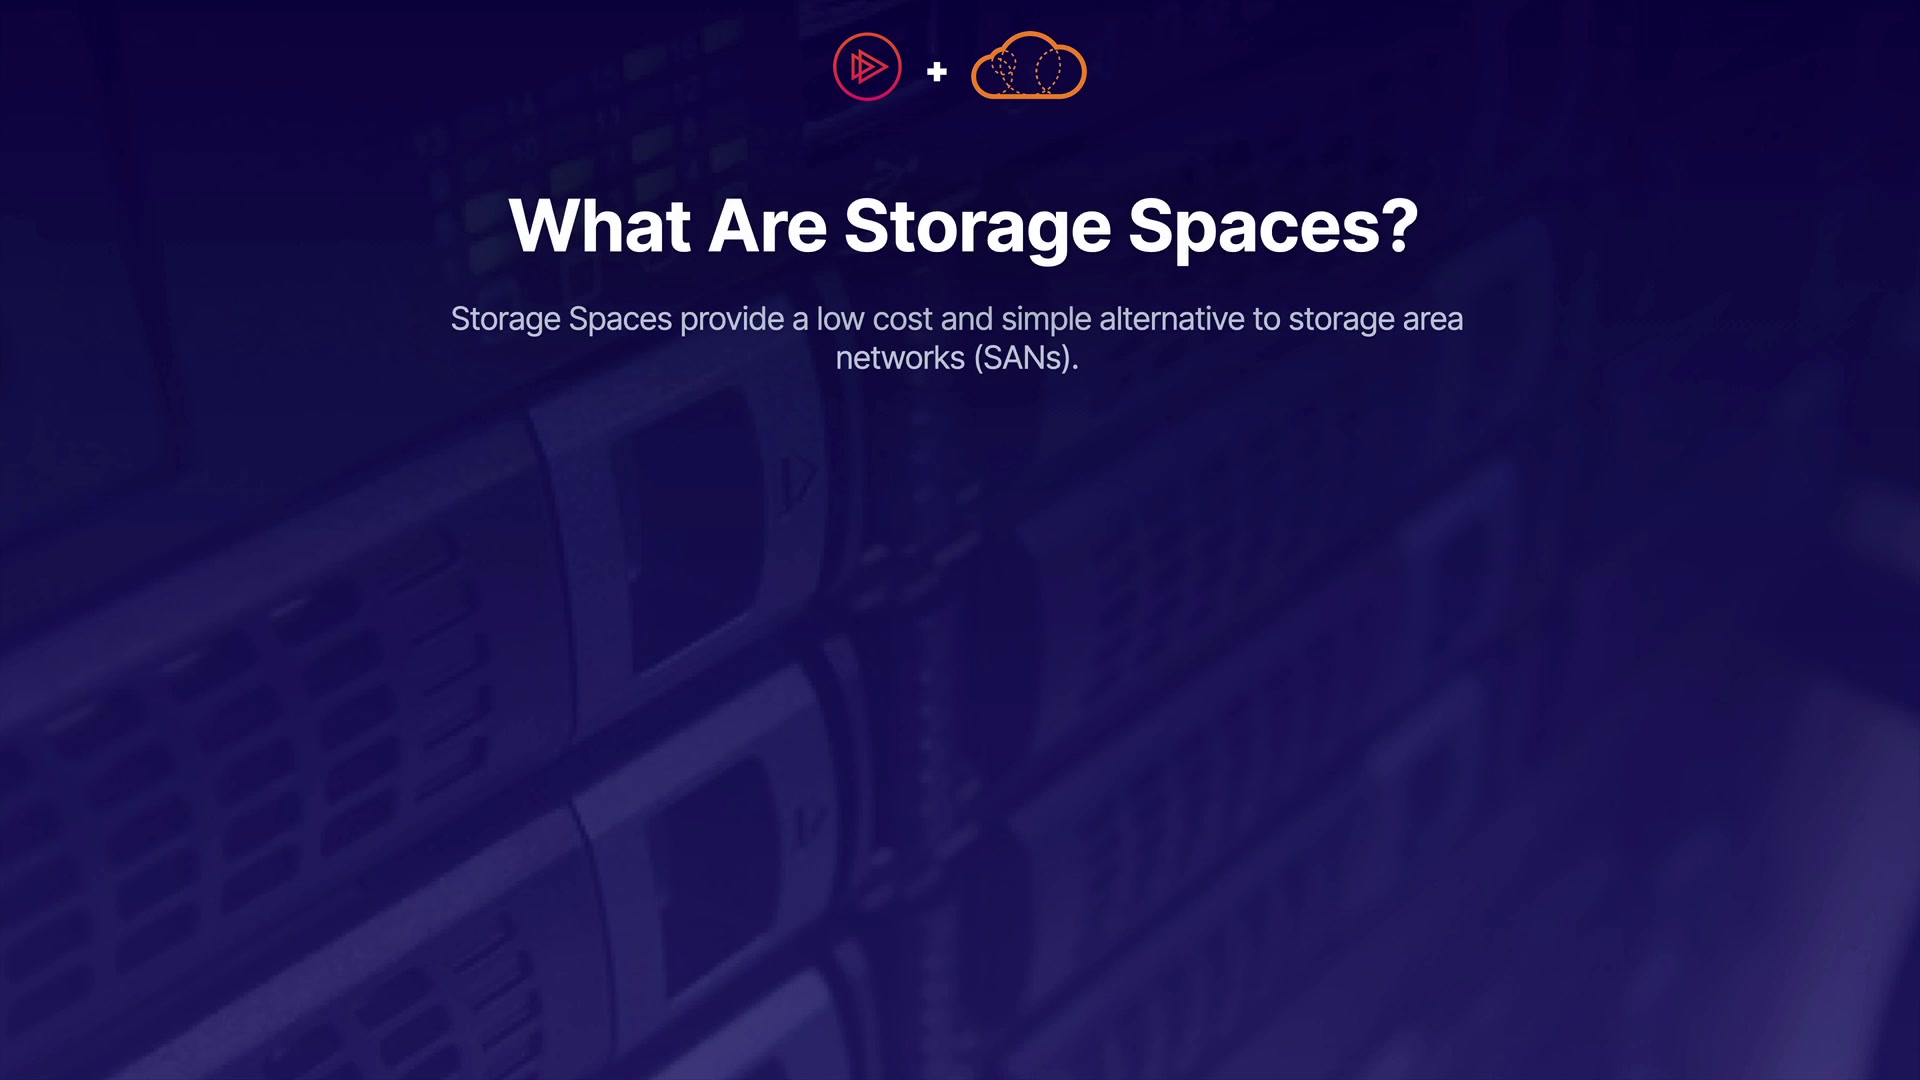 What Are Storage Spaces?
Storage Spaces provide a low cost and simple alternative to storage area
networks (SANs).